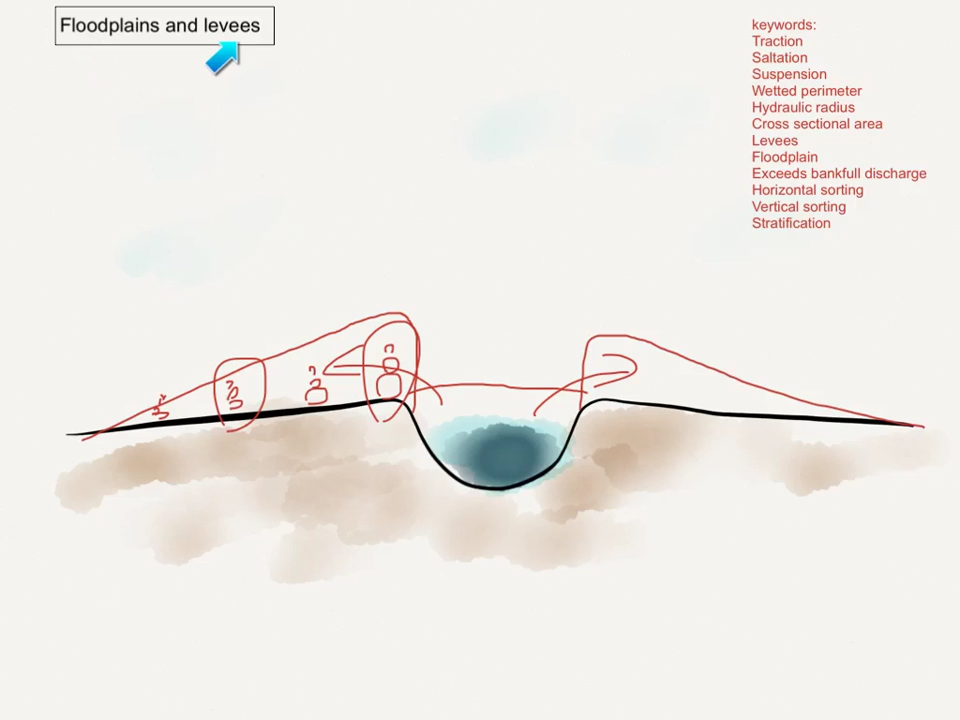 Floodplains and levees
keywords:
Traction
Saltation
Suspension
Wetted perimeter
Hydraulic radius
Cross sectional area
Levees
Floodplain
Exceeds bankfull discharge
Horizontal sorting
Vertical sorting
Stratification